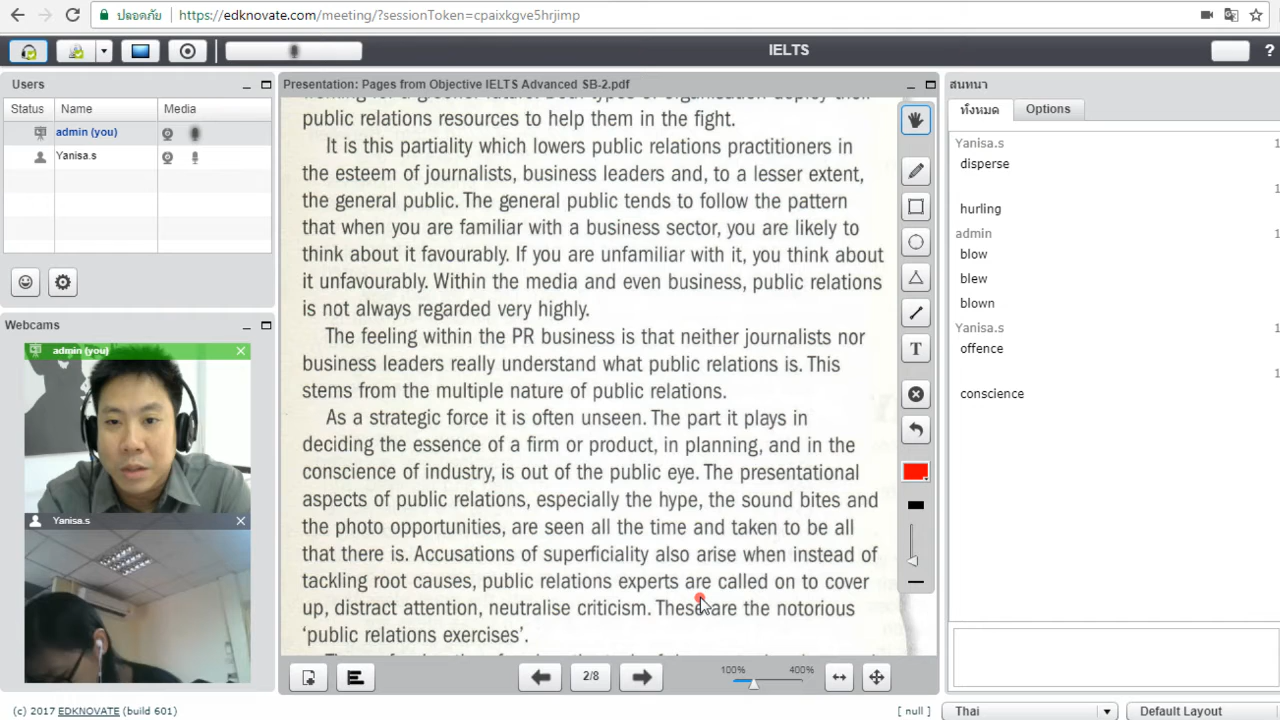 ปลอดภัย https://edknovate.com/meeting/?sessionToken=cpaixkgve5hrjimp
IELTS
?
Users
Status Name Media
admin (you)
Yanisa.s
Webcams
admin (you)
Yanisa.s
Presentation: Pages from Objective IELTS Advanced SB-2.pdf
public relations resources to help them in the fight.
It is this partiality which lowers public relations practitioners in
the esteem of journalists, business leaders and, to a lesser extent,
the general public. The general public tends to follow the pattern
that when you are familiar with a business sector, you are likely to
think about it favourably. If you are unfamiliar with it, you think about
it unfavourably. Within the media and even business, public relations
is not always regarded very highly.
The feeling within the PR business is that neither journalists nor
business leaders really understand what public relations is. This
stems from the multiple nature of public relations.
As a strategic force it is often unseen. The part it plays in
deciding the essence of a firm or product, in planning, and in the
conscience of industry, is out of the public eye. The presentational
aspects of public relations, especially the hype, the sound bites and
the photo opportunities, are seen all the time and taken to be all
that there is. Accusations of superficiality also arise when instead of
tackling root causes, public relations experts are called on to cover
up, distract attention, neutralise criticism. These are the notorious
‘public relations exercises’.
T
2/8
100% 400%
สนทนา
ทั้งหมด Options
Yanisa.s 1
disperse
1
hurling
admin 1
blow
blew
blown
Yanisa.s 1
offence
1
conscience
(c) 2017 EDKNOVATE (build 601)
[ null ]
Thai
Default Layout